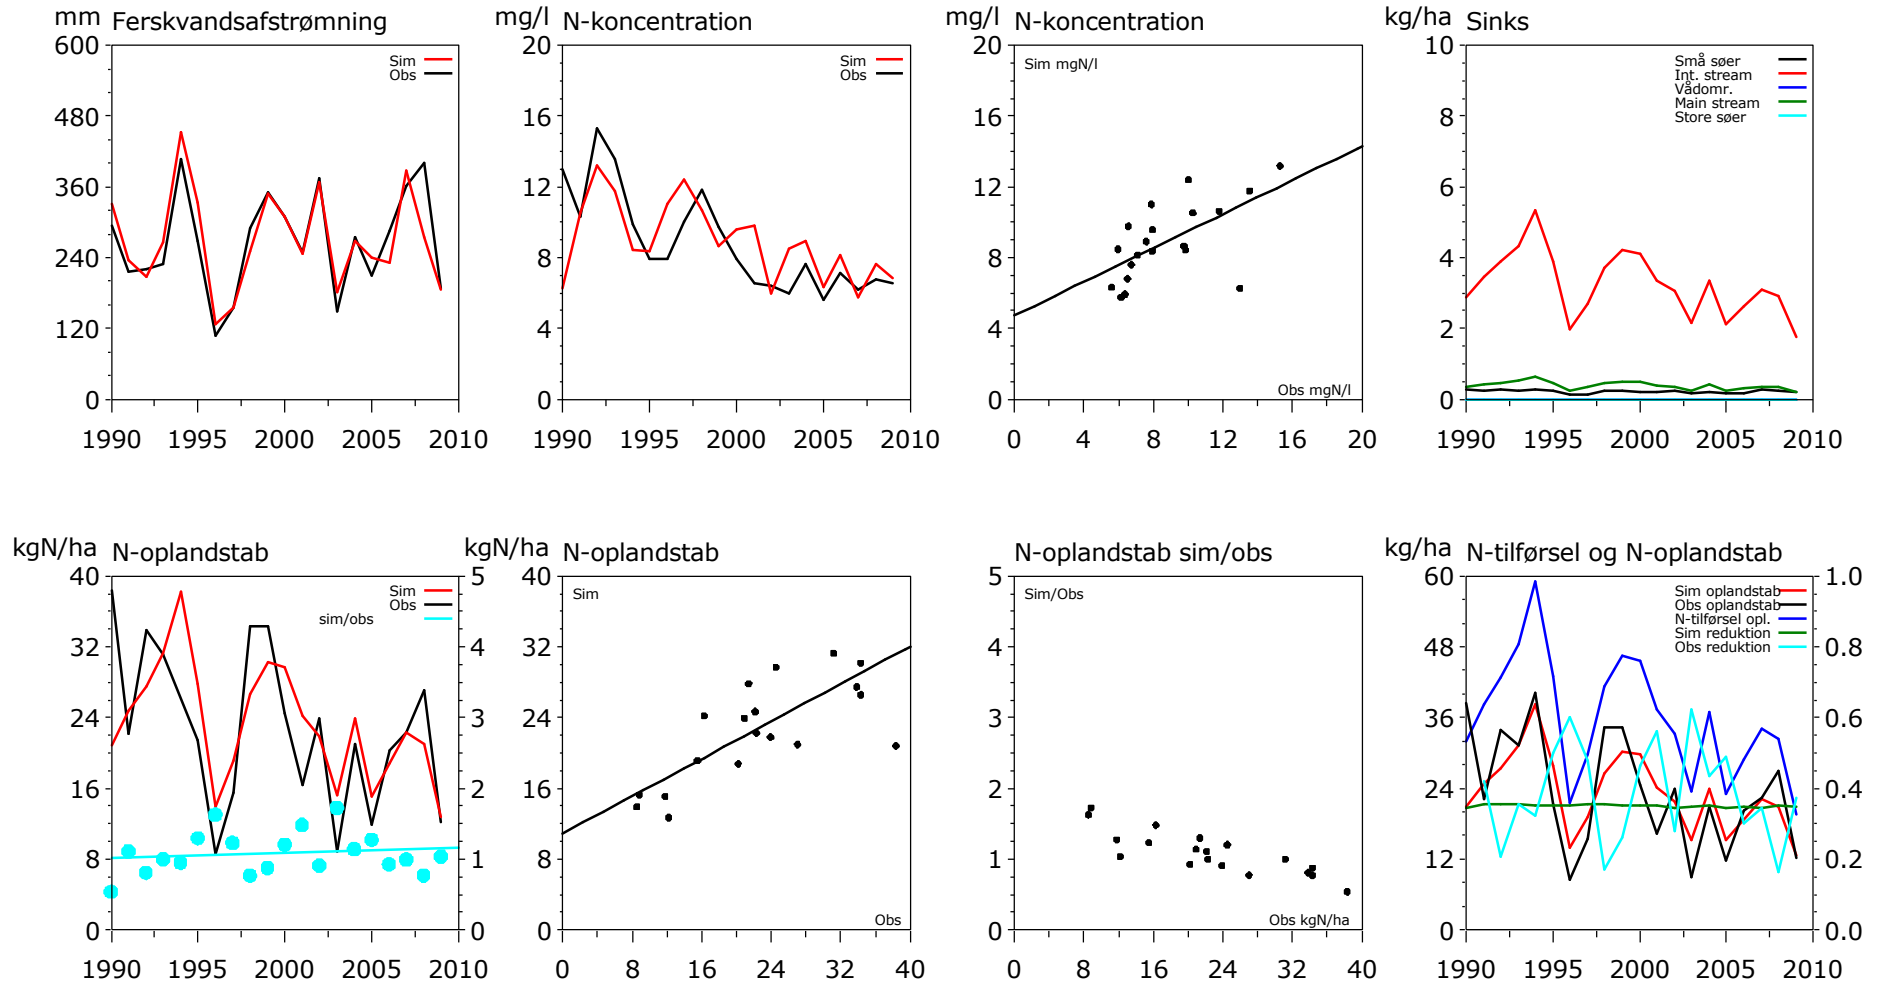 mm Ferskvandsafstrømning
600
480
360
240
120
0
Sim
Obs
1990 1995 2000 2005 2010
mg/l N-koncentration
20
16
12
8
4
0
Sim
Obs
1990 1995 2000 2005 2010
mg/l N-koncentration
20
16
12
8
4
0
Sim mgN/l
Obs mgN/l
0 4 8 12 16 20
kg/ha Sinks
10
8
6
4
2
0
Små søer
Int. stream
Vådomr.
Main stream
Store søer
1990 1995 2000 2005 2010
kgN/ha N-oplandstab
40
32
24
16
8
0
Sim
Obs
sim/obs
5
4
3
2
1
0
1990 1995 2000 2005 2010
kgN/ha N-oplandstab
40
32
24
16
8
0
Sim
Obs
0 8 16 24 32 40
N-oplandstab sim/obs
5
4
3
2
1
0
Sim/Obs
Obs kgN/ha
0 8 16 24 32 40
kg/ha N-tilførsel og N-oplandstab
60
48
36
24
12
0
Sim oplandstab
Obs oplandstab
N-tilførsel opl.
Sim reduktion
Obs reduktion
1.0
0.8
0.6
0.4
0.2
0.0
1990 1995 2000 2005 2010